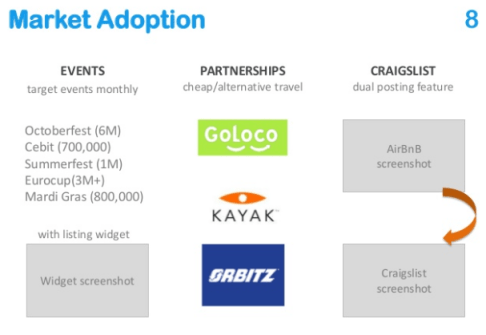 Market Adoption
8
EVENTS
target events monthly
Octoberfest (6M)
Cebit (700,000)
Summerfest (1M)
Eurocup(3M+)
Mardi Gras (800,000)
with listing widget
Widget screenshot
PARTNERSHIPS
cheap/alternative travel
GoLoco
KAYAK™
ORBITZ
CRAIGSLIST
dual posting feature
AirBnB
screenshot
Craigslist
screenshot